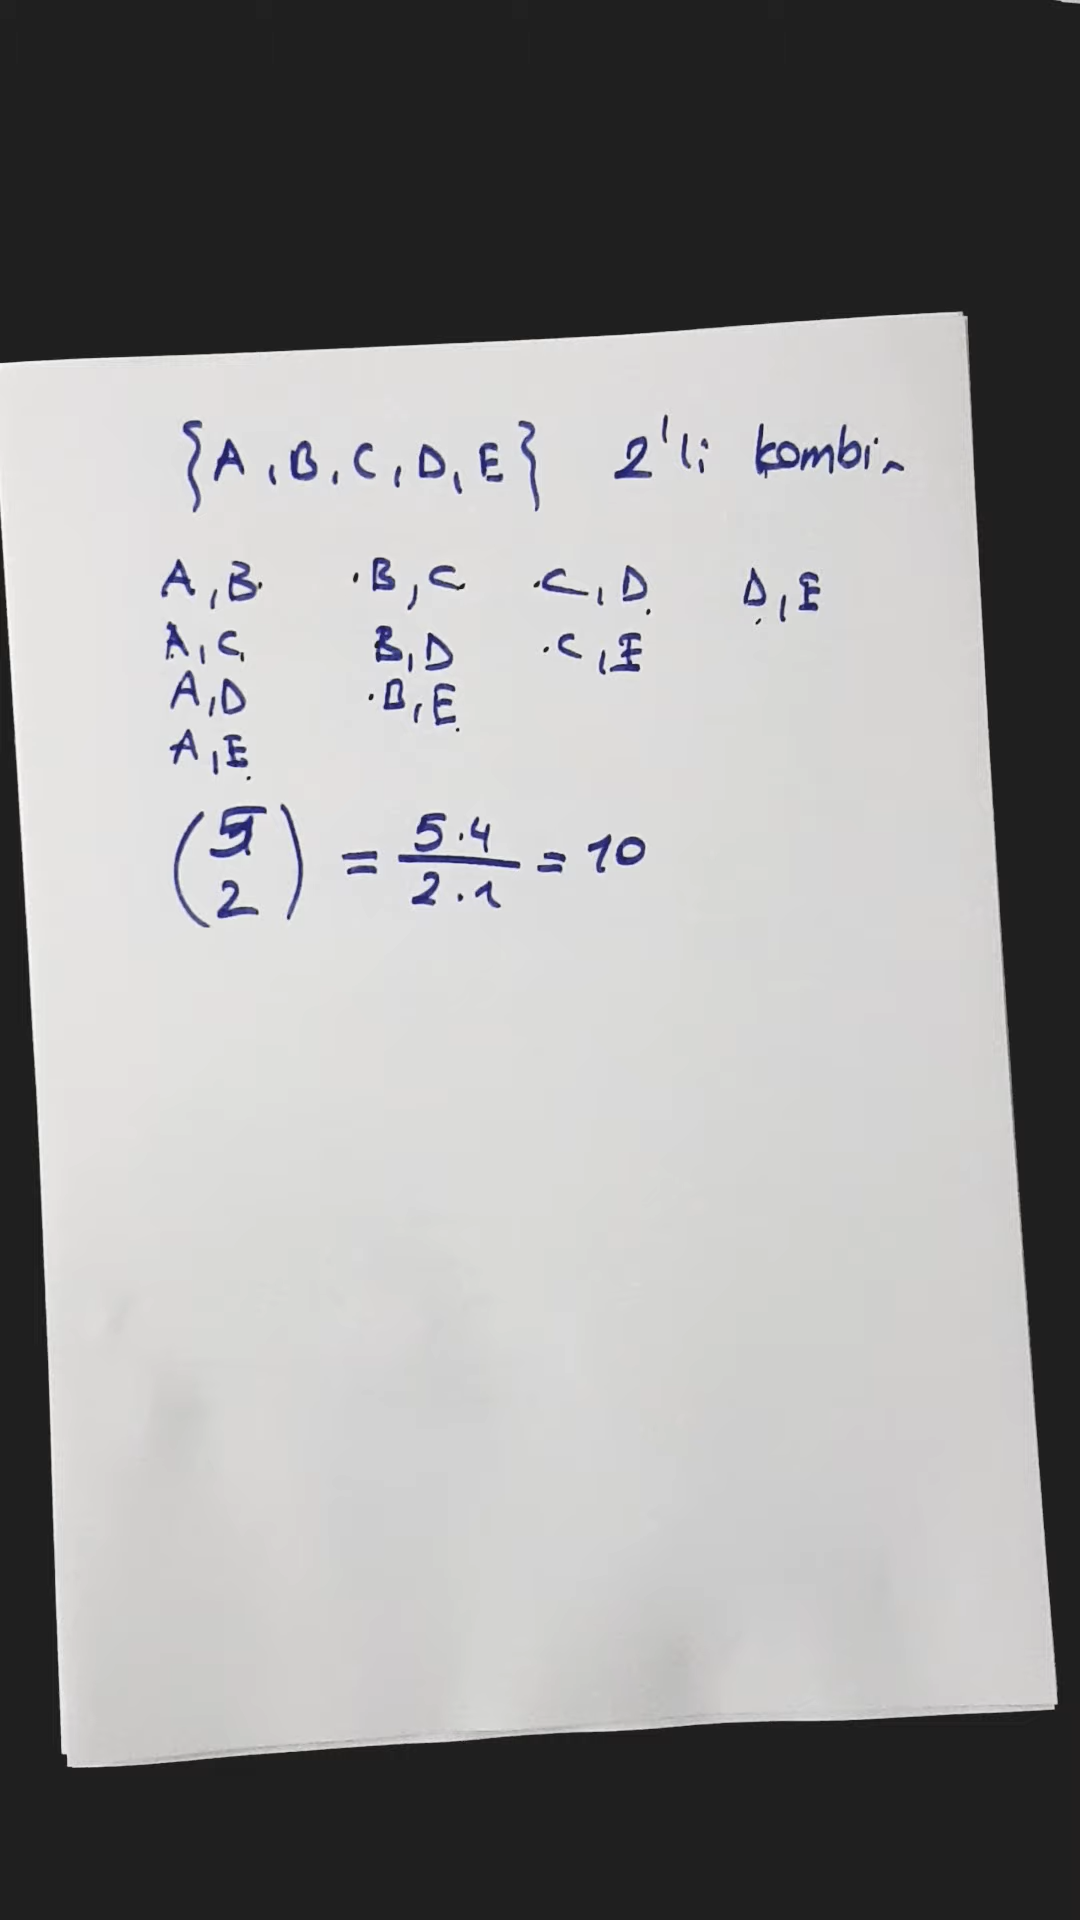 {A, B, C, D, E} 2'li kombi.
A, B B, C C, D D, E
A, C B, D C, E
A, D B, E
A, E
(5 2) = 5.4 / 2.1 = 10